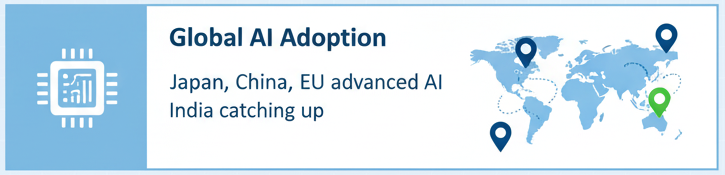 Global AI Adoption
Japan, China, EU advanced AI
India catching up